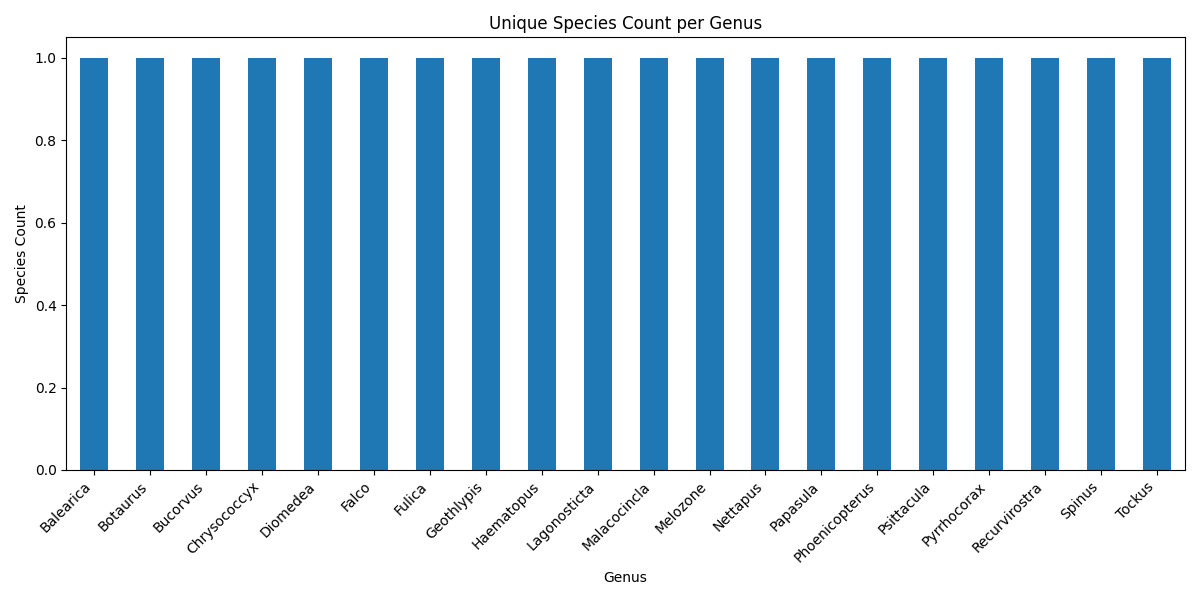 Unique Species Count per Genus
Species Count
1.0
0.8
0.6
0.4
0.2
0.0
Balearica
Botaurus
Bucorvus
Chrysococcyx
Diomedea
Falco
Fulica
Geothlypis
Haematopus
Lagonosticta
Malacocincla
Melozone
Nettapus
Papasula
Phoenicopterus
Psittacula
Pyrrhocorax
Recurvirostra
Spinus
Tockus
Genus